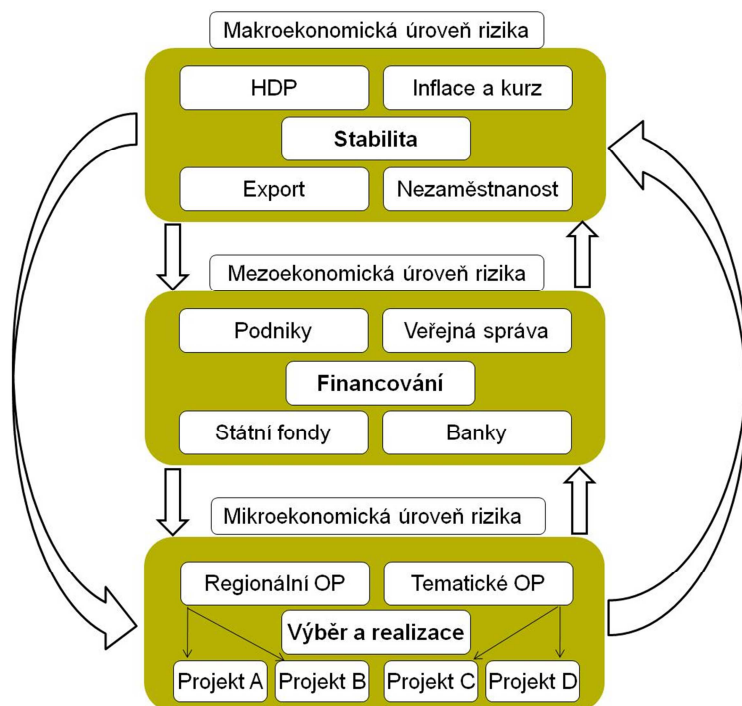 Makroekonomická úroveň rizika
HDP
Inflace a kurz
Stabilita
Export
Nezaměstnanost
Mezoekonomická úroveň rizika
Podniky
Veřejná správa
Financování
Státní fondy
Banky
Mikroekonomická úroveň rizika
Regionální OP
Tematické OP
Výběr a realizace
Projekt A
Projekt B
Projekt C
Projekt D